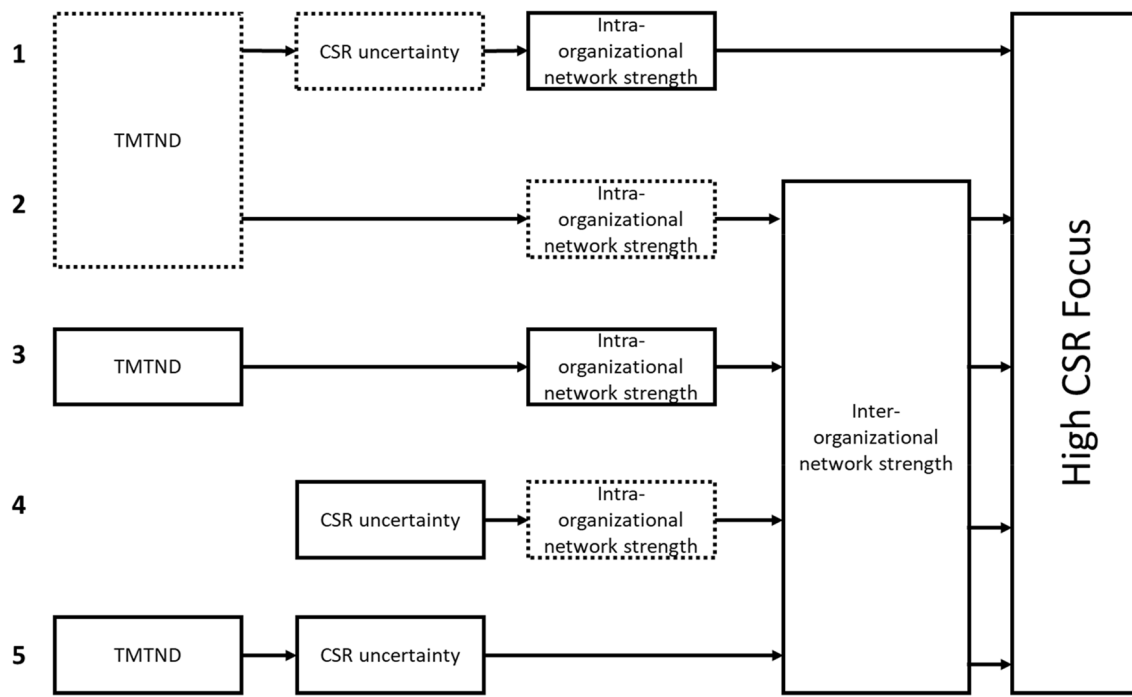 1
TMTND
CSR uncertainty
Intra-
organizational
network strength
2
Intra-
organizational
network strength
3
TMTND
Intra-
organizational
network strength
4
CSR uncertainty
Intra-
organizational
network strength
5
TMTND
CSR uncertainty
Inter-
organizational
network strength
High CSR Focus